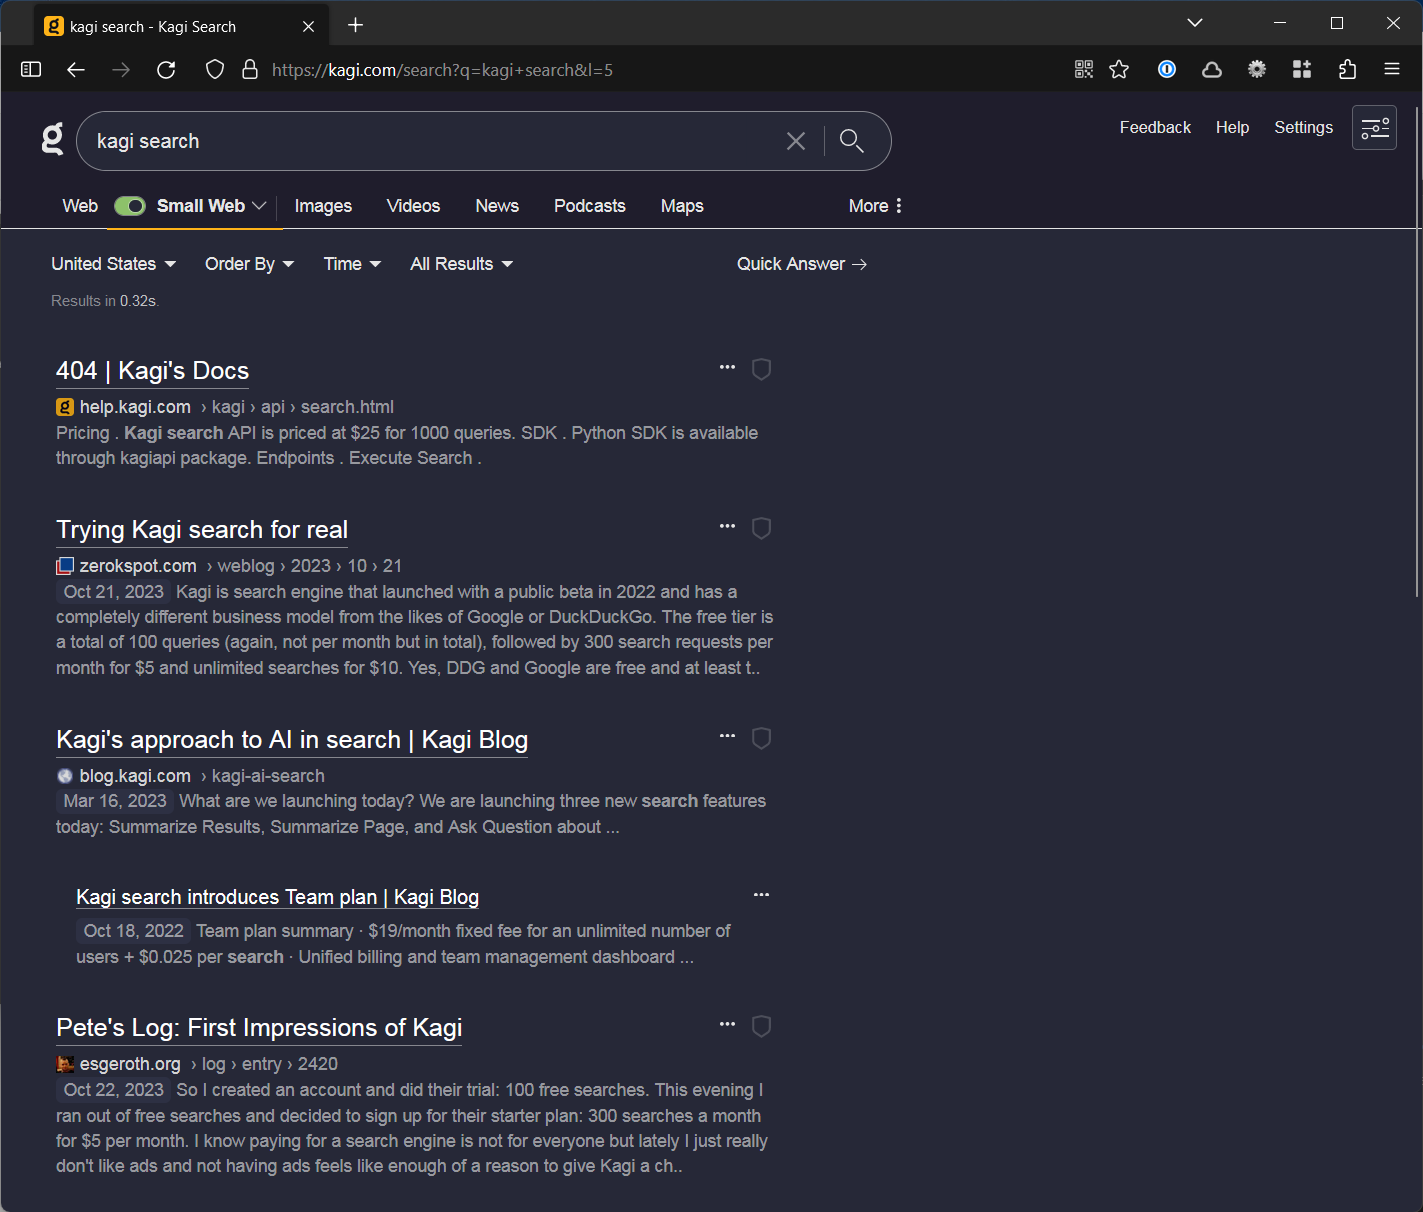 kagi search - Kagi Search
https://kagi.com/search?q=kagi+search&l=5
kagi search
Feedback Help Settings
Web Small Web Images Videos News Podcasts Maps More
United States Order By Time All Results Quick Answer →
Results in 0.32s.
404 | Kagi's Docs
help.kagi.com › kagi › api › search.html
Pricing . Kagi search API is priced at $25 for 1000 queries. SDK . Python SDK is available
through kagiapi package. Endpoints . Execute Search .
Trying Kagi search for real
zerokspot.com › weblog › 2023 › 10 › 21
Oct 21, 2023 Kagi is search engine that launched with a public beta in 2022 and has a
completely different business model from the likes of Google or DuckDuckGo. The free tier is
a total of 100 queries (again, not per month but in total), followed by 300 search requests per
month for $5 and unlimited searches for $10. Yes, DDG and Google are free and at least t..
Kagi's approach to AI in search | Kagi Blog
blog.kagi.com › kagi-ai-search
Mar 16, 2023 What are we launching today? We are launching three new search features
today: Summarize Results, Summarize Page, and Ask Question about ...
Kagi search introduces Team plan | Kagi Blog
Oct 18, 2022 Team plan summary · $19/month fixed fee for an unlimited number of
users + $0.025 per search · Unified billing and team management dashboard ...
Pete's Log: First Impressions of Kagi
esgeroth.org › log › entry › 2420
Oct 22, 2023 So I created an account and did their trial: 100 free searches. This evening I
ran out of free searches and decided to sign up for their starter plan: 300 searches a month
for $5 per month. I know paying for a search engine is not for everyone but lately I just really
don't like ads and not having ads feels like enough of a reason to give Kagi a ch..